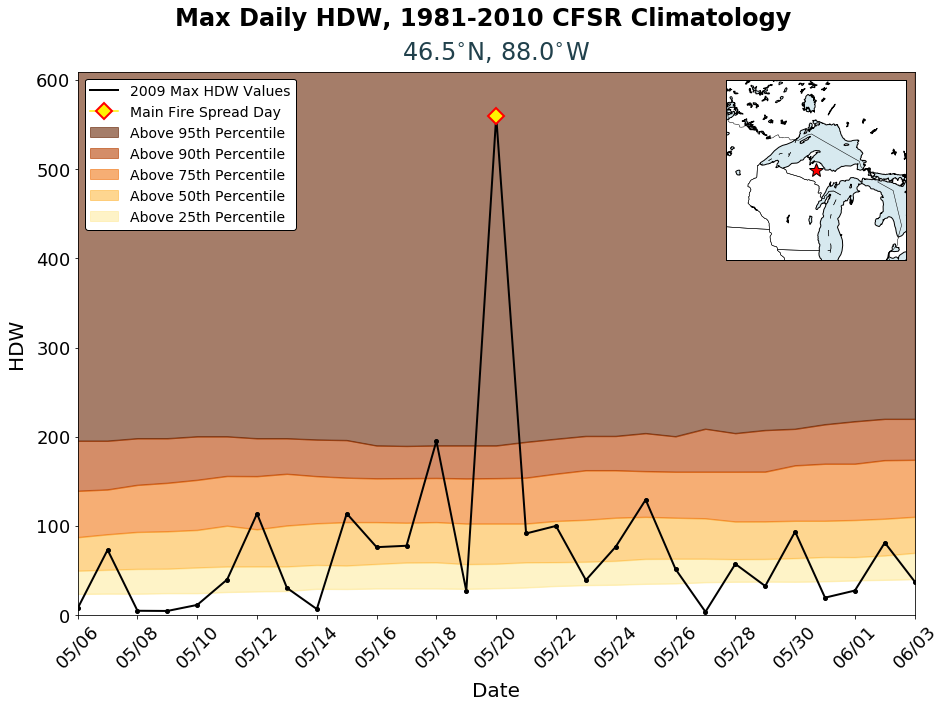 Max Daily HDW, 1981-2010 CFSR Climatology
46.5°N, 88.0°W
2009 Max HDW Values
Main Fire Spread Day
Above 95th Percentile
Above 90th Percentile
Above 75th Percentile
Above 50th Percentile
Above 25th Percentile
HDW
600
500
400
300
200
100
0
05/06 05/08 05/10 05/12 05/14 05/16 05/18 05/20 05/22 05/24 05/26 05/28 05/30 06/01 06/03
Date